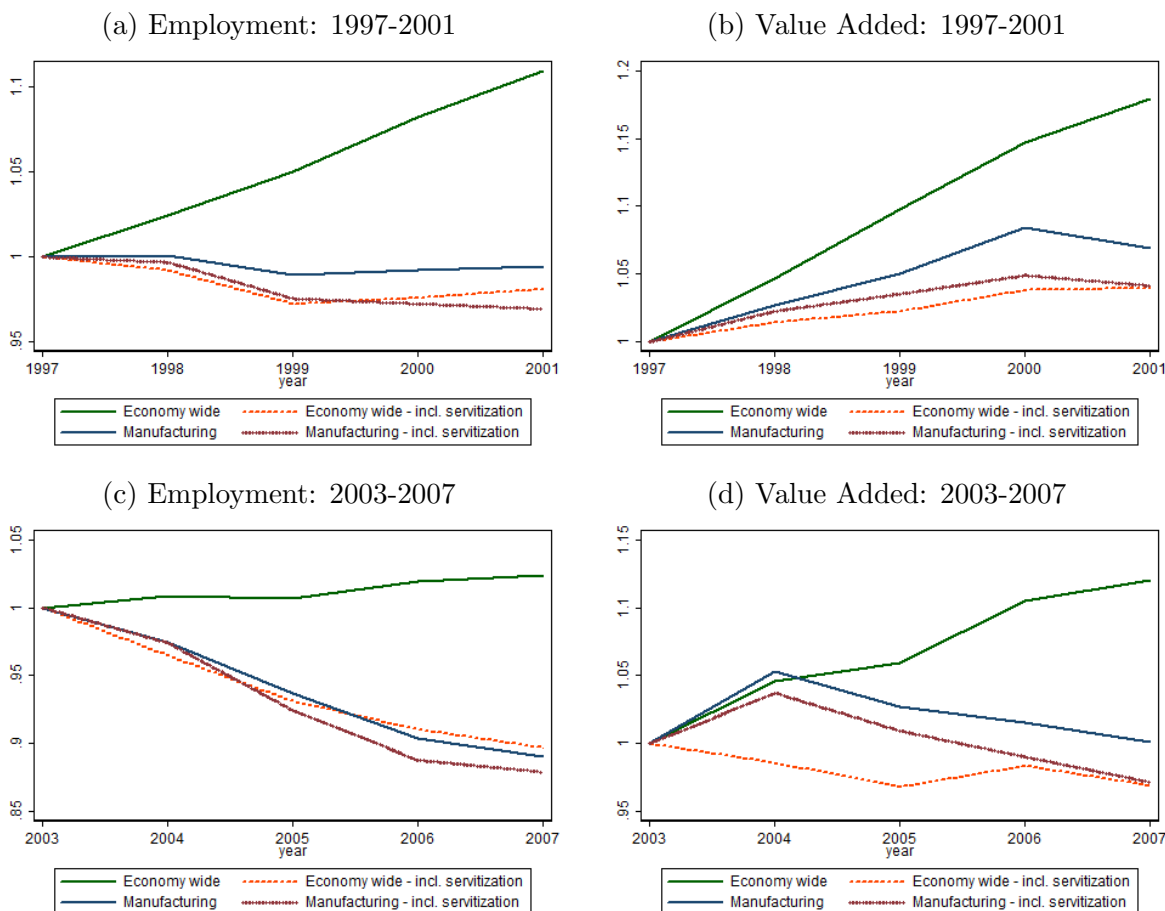 (a) Employment: 1997-2001
1.1
1.05
1
.95
1997 1998 1999 2000 2001
year
Economy wide Economy wide - incl. servitization
Manufacturing Manufacturing - incl. servitization
(b) Value Added: 1997-2001
1.2
1.15
1.1
1.05
1
1997 1998 1999 2000 2001
year
Economy wide Economy wide - incl. servitization
Manufacturing Manufacturing - incl. servitization
(c) Employment: 2003-2007
1.05
1
.95
.9
.85
2003 2004 2005 2006 2007
year
Economy wide Economy wide - incl. servitization
Manufacturing Manufacturing - incl. servitization
(d) Value Added: 2003-2007
1.15
1.1
1.05
1
.95
2003 2004 2005 2006 2007
year
Economy wide Economy wide - incl. servitization
Manufacturing Manufacturing - incl. servitization